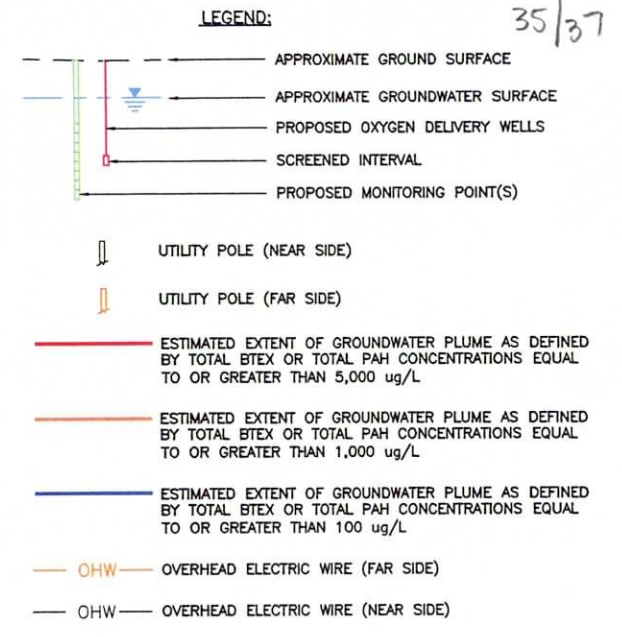 LEGEND:
35/37
APPROXIMATE GROUND SURFACE
APPROXIMATE GROUNDWATER SURFACE
PROPOSED OXYGEN DELIVERY WELLS
SCREENED INTERVAL
PROPOSED MONITORING POINT(S)
UTILITY POLE (NEAR SIDE)
UTILITY POLE (FAR SIDE)
ESTIMATED EXTENT OF GROUNDWATER PLUME AS DEFINED
BY TOTAL BTEX OR TOTAL PAH CONCENTRATIONS EQUAL
TO OR GREATER THAN 5,000 ug/L
ESTIMATED EXTENT OF GROUNDWATER PLUME AS DEFINED
BY TOTAL BTEX OR TOTAL PAH CONCENTRATIONS EQUAL
TO OR GREATER THAN 1,000 ug/L
ESTIMATED EXTENT OF GROUNDWATER PLUME AS DEFINED
BY TOTAL BTEX OR TOTAL PAH CONCENTRATIONS EQUAL
TO OR GREATER THAN 100 ug/L
OHW OVERHEAD ELECTRIC WIRE (FAR SIDE)
OHW OVERHEAD ELECTRIC WIRE (NEAR SIDE)